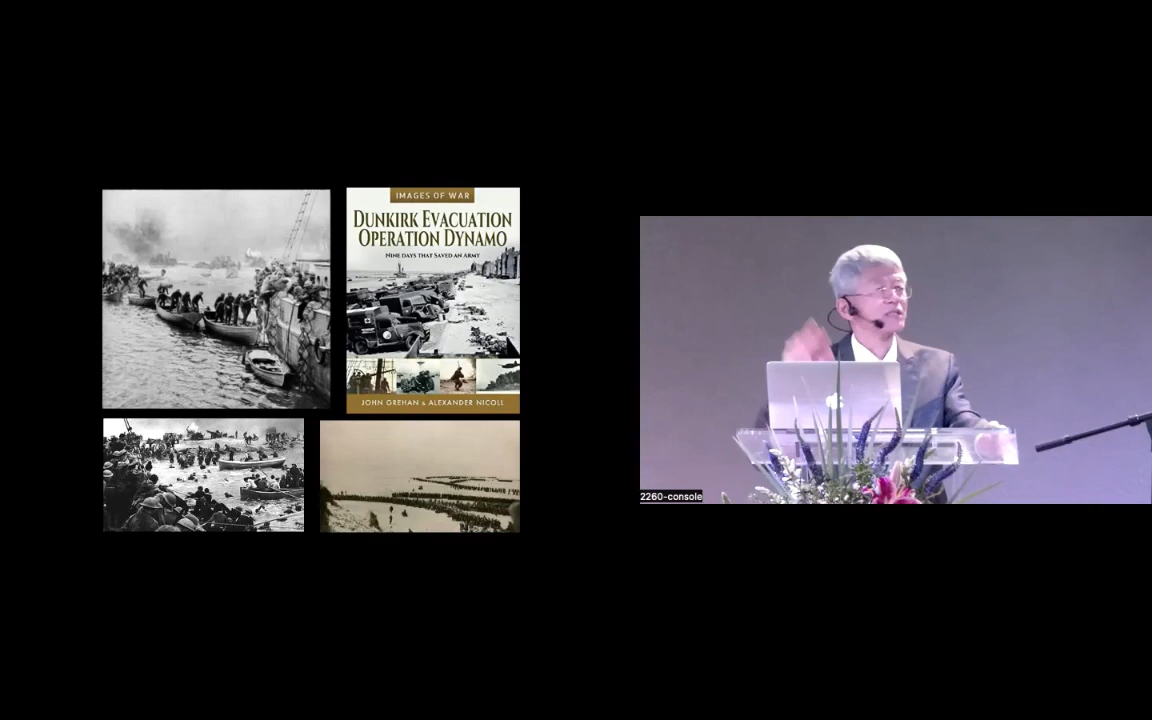 IMAGES OF WAR
DUNKIRK EVACUATION
OPERATION DYNAMO
NINE DAYS THAT SAVED AN ARMY
JOHN GREHAN & ALEXANDER NICOLL
2260-console